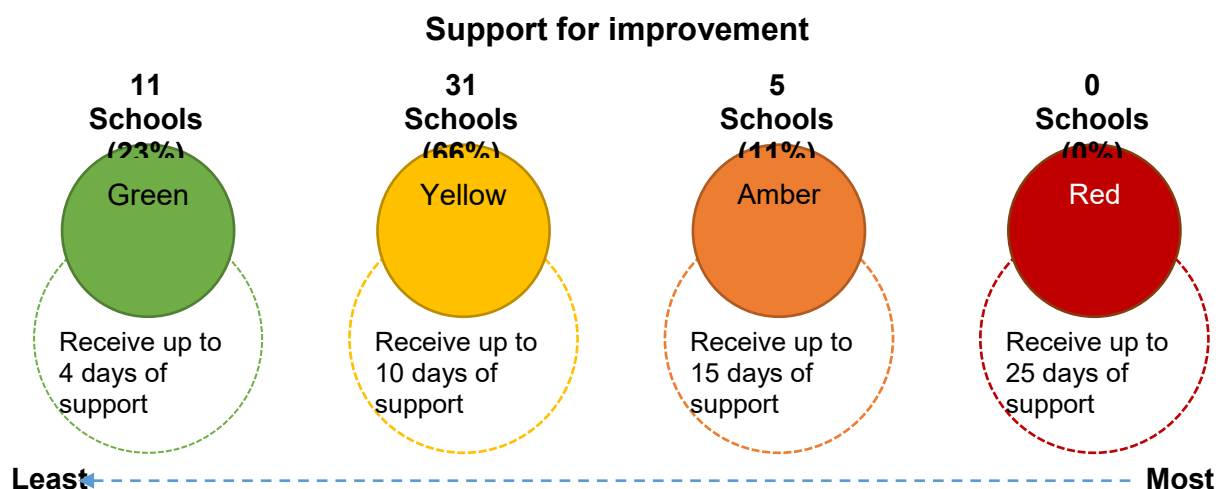 Support for improvement
11
Schools
(23%)
Green
Receive up to
4 days of
support
31
Schools
(66%)
Yellow
Receive up to
10 days of
support
5
Schools
(11%)
Amber
Receive up to
15 days of
support
0
Schools
(0%)
Red
Receive up to
25 days of
support
Least
Most